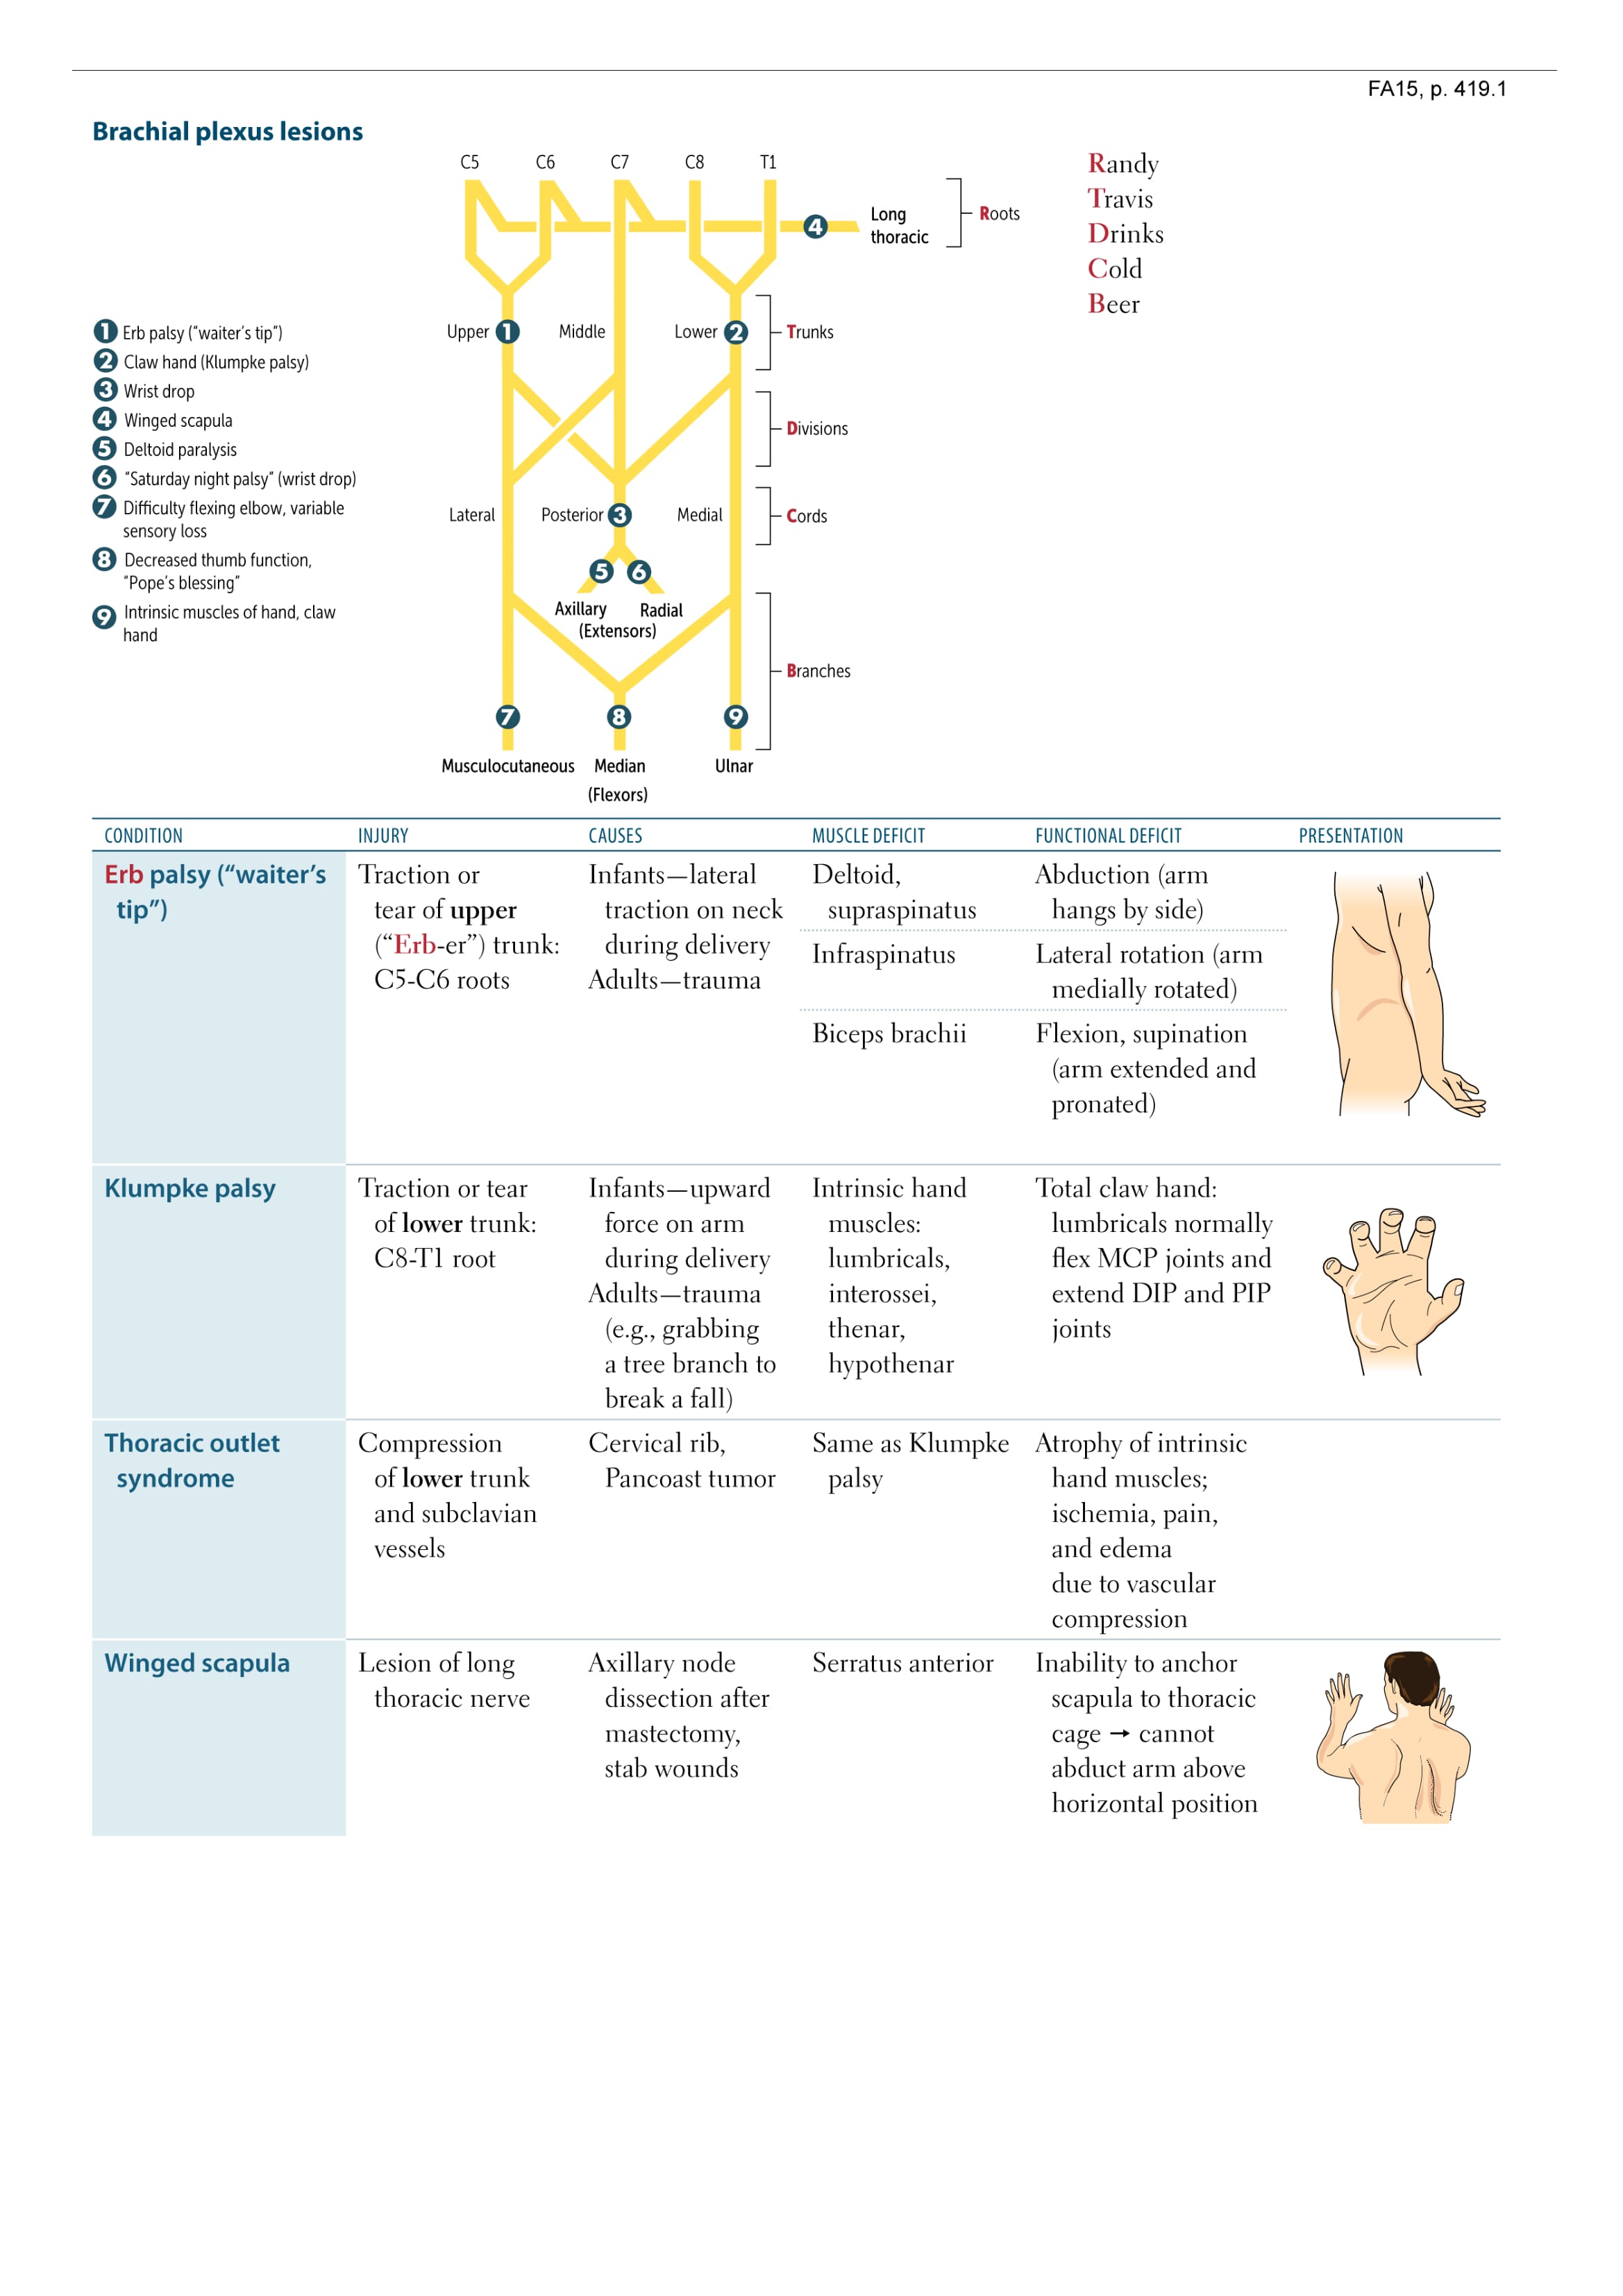 FA15, p. 419.1
Brachial plexus lesions
C5 C6 C7 C8 T1
Long
thoracic
Roots
Randy
Travis
Drinks
Cold
Beer
4
1 Erb palsy ("waiter's tip")
2 Claw hand (Klumpke palsy)
3 Wrist drop
4 Winged scapula
5 Deltoid paralysis
6 "Saturday night palsy" (wrist drop)
7 Difficulty flexing elbow, variable
sensory loss
8 Decreased thumb function,
"Pope's blessing"
9 Intrinsic muscles of hand, claw
hand
Upper 1 Middle Lower 2 Trunks
Divisions
Lateral Posterior 3 Medial Cords
5 6
Axillary Radial
(Extensors)
Branches
7 8 9
Musculocutaneous Median Ulnar
(Flexors)
CONDITION INJURY CAUSES MUSCLE DEFICIT FUNCTIONAL DEFICIT PRESENTATION
Erb palsy (“waiter’s
tip”)
Traction or
tear of upper
(“Erb-er”) trunk:
C5-C6 roots
Infants—lateral
traction on neck
during delivery
Adults—trauma
Deltoid,
supraspinatus
Abduction (arm
hangs by side)
Infraspinatus
Lateral rotation (arm
medially rotated)
Biceps brachii
Flexion, supination
(arm extended and
pronated)
Klumpke palsy
Traction or tear
of lower trunk:
C8-T1 root
Infants—upward
force on arm
during delivery
Adults—trauma
(e.g., grabbing
a tree branch to
break a fall)
Intrinsic hand
muscles:
lumbricals,
interossei,
thenar,
hypothenar
Total claw hand:
lumbricals normally
flex MCP joints and
extend DIP and PIP
joints
Thoracic outlet
syndrome
Compression
of lower trunk
and subclavian
vessels
Cervical rib,
Pancoast tumor
Same as Klumpke
palsy
Atrophy of intrinsic
hand muscles;
ischemia, pain,
and edema
due to vascular
compression
Winged scapula
Lesion of long
thoracic nerve
Axillary node
dissection after
mastectomy,
stab wounds
Serratus anterior
Inability to anchor
scapula to thoracic
cage → cannot
abduct arm above
horizontal position